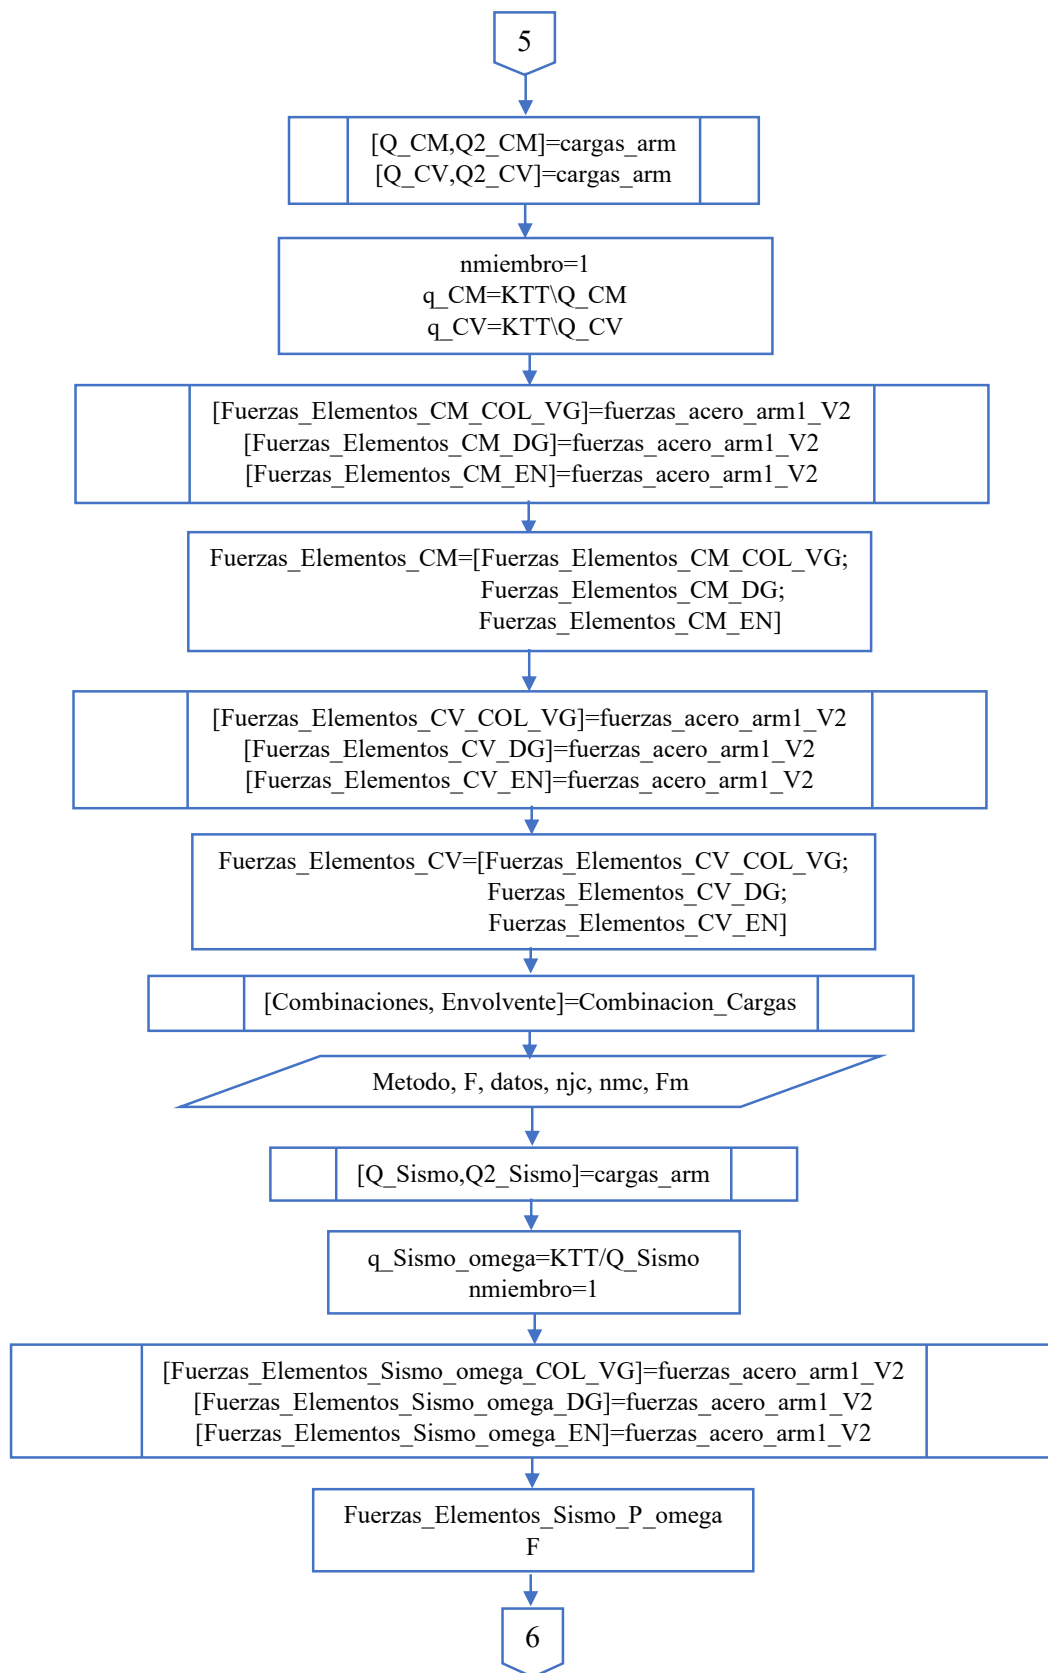 5
[Q_CM,Q2_CM]=cargas_arm
[Q_CV,Q2_CV]=cargas_arm
nmiembro=1
q_CM=KTT\Q_CM
q_CV=KTT\Q_CV
[Fuerzas_Elementos_CM_COL_VG]=fuerzas_acero_arm1_V2
[Fuerzas_Elementos_CM_DG]=fuerzas_acero_arm1_V2
[Fuerzas_Elementos_CM_EN]=fuerzas_acero_arm1_V2
Fuerzas_Elementos_CM=[Fuerzas_Elementos_CM_COL_VG;
Fuerzas_Elementos_CM_DG;
Fuerzas_Elementos_CM_EN]
[Fuerzas_Elementos_CV_COL_VG]=fuerzas_acero_arm1_V2
[Fuerzas_Elementos_CV_DG]=fuerzas_acero_arm1_V2
[Fuerzas_Elementos_CV_EN]=fuerzas_acero_arm1_V2
Fuerzas_Elementos_CV=[Fuerzas_Elementos_CV_COL_VG;
Fuerzas_Elementos_CV_DG;
Fuerzas_Elementos_CV_EN]
[Combinaciones, Envolvente]=Combinacion_Cargas
Metodo, F, datos, njc, nmc, Fm
[Q_Sismo,Q2_Sismo]=cargas_arm
q_Sismo_omega=KTT/Q_Sismo
nmiembro=1
[Fuerzas_Elementos_Sismo_omega_COL_VG]=fuerzas_acero_arm1_V2
[Fuerzas_Elementos_Sismo_omega_DG]=fuerzas_acero_arm1_V2
[Fuerzas_Elementos_Sismo_omega_EN]=fuerzas_acero_arm1_V2
Fuerzas_Elementos_Sismo_P_omega
F
6